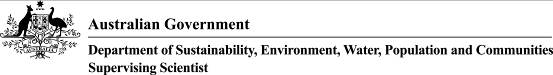 Australian Government
Department of Sustainability, Environment, Water, Population and Communities
Supervising Scientist